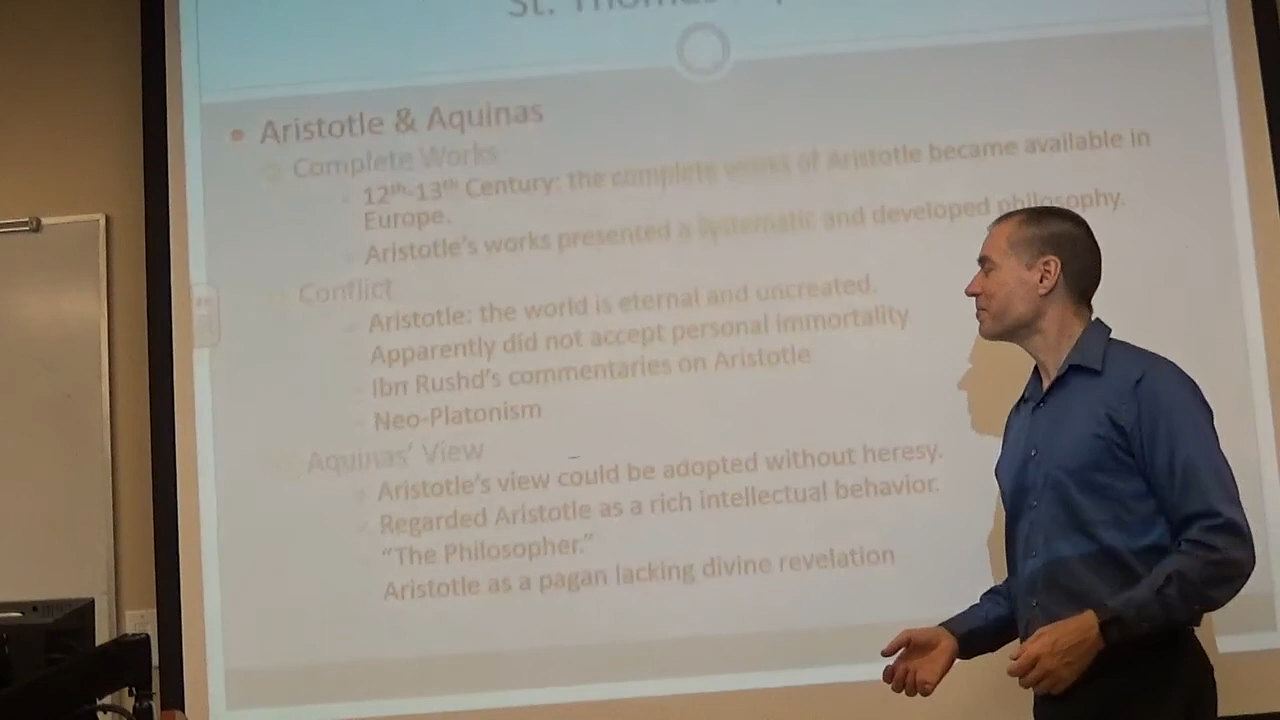 St. Thomas
Aristotle & Aquinas
Complete Works
12th-13th Century: the complete works of Aristotle became available in
Europe.
Aristotle's works presented a systematic and developed philosophy.
Conflict
Aristotle: the world is eternal and uncreated.
Apparently did not accept personal immortality
Ibn Rushd's commentaries on Aristotle
Neo-Platonism
Aquinas' View
Aristotle's view could be adopted without heresy.
Regarded Aristotle as a rich intellectual behavior.
"The Philosopher."
Aristotle as a pagan lacking divine revelation